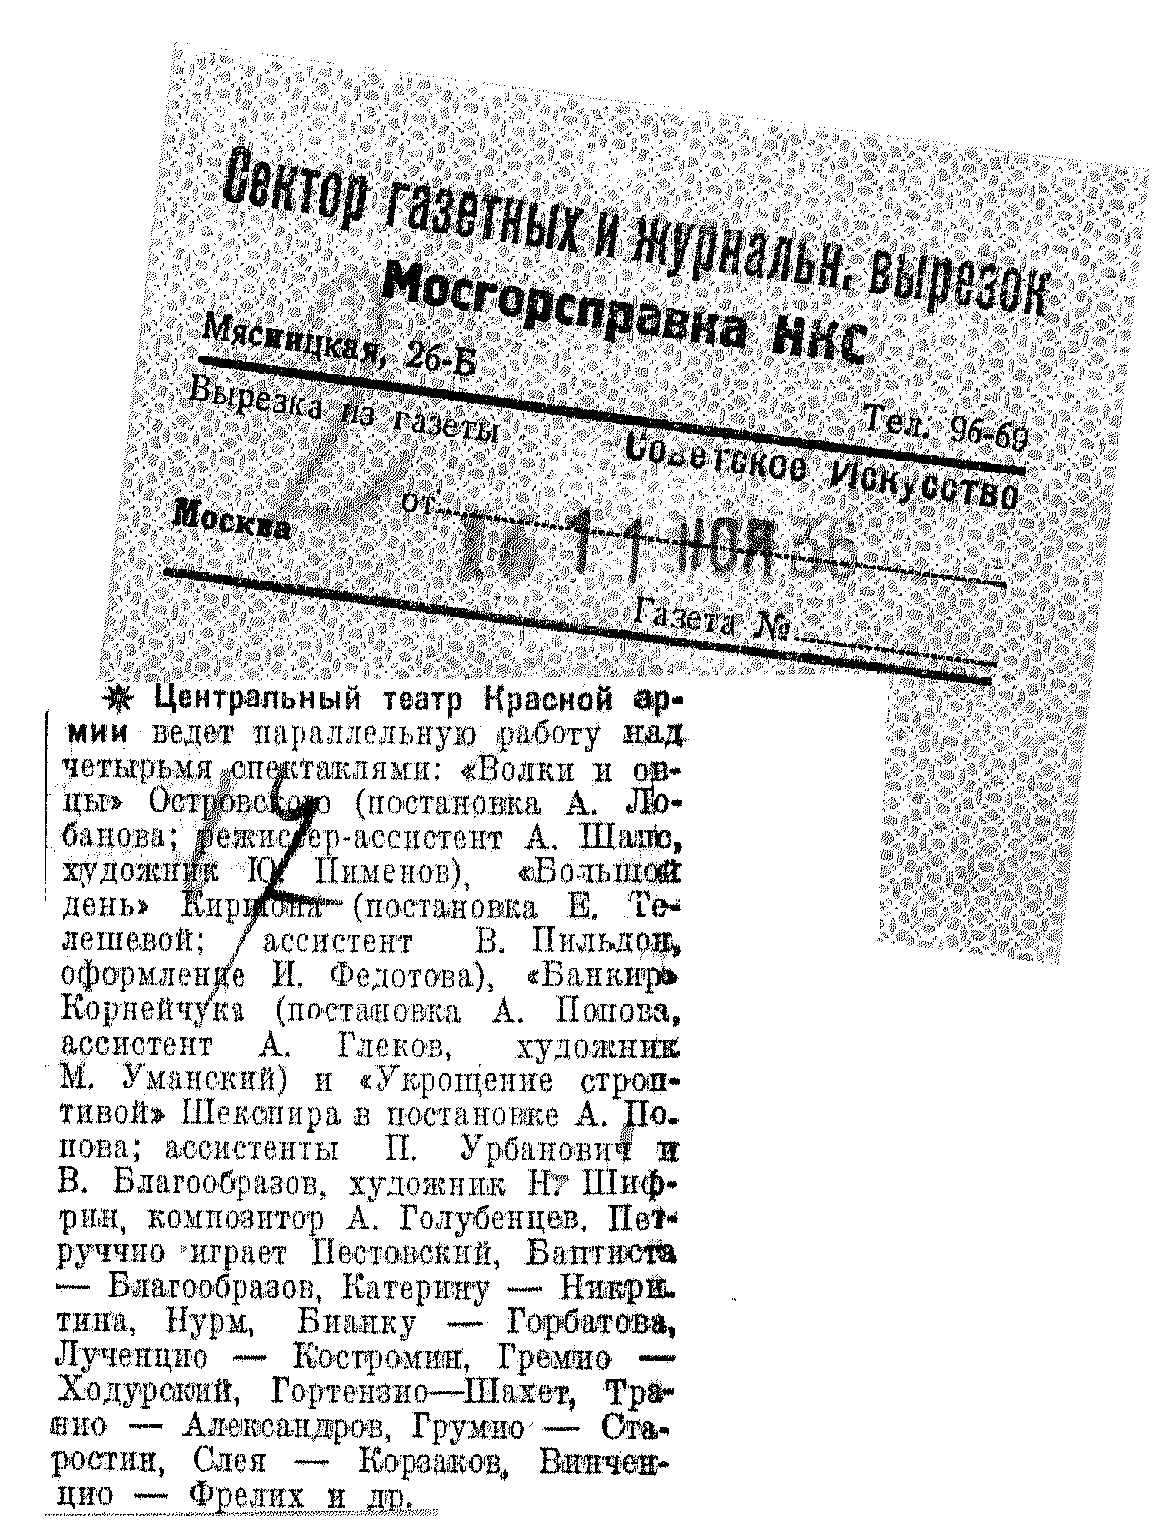 Сектор газетных и журнальн. вырезок
Мосгорсправка НКС
Мясницкая, 26-Б
Тел. 96-69
Вырезка из газеты
Советское Искусство
Москва
от
11 НОЯ 36
Газета №
Центральный театр Красной ар-
мии ведет параллельную работу над
четырьмя спектаклями: «Волки и ов-
цы» Островского (постановка А. Ло-
банова; режиссер-ассистент А. Шапс,
художник Ю. Пименов), «Большой
день» Киршона (постановка Е. Те-
лешевой; ассистент В. Пильдон,
оформление И. Федотова), «Банкир»
Корнейчука (постановка А. Попова,
ассистент А. Глеков, художник
М. Уманский) и «Укрощение строп-
тивой» Шекспира в постановке А. По-
пова; ассистенты П. Урбанович и
В. Благообразов, художник Н. Шиф-
рин, композитор А. Голубенцев. Пет-
руччио играет Пестовский, Баптиста
— Благообразов, Катерину — Никри-
тина, Нурм, Бианку — Горбатова,
Лученцио — Костромин, Гремио —
Ходурский, Гортензио—Шахет, Тра-
нио — Александров, Грумио — Ста-
ростин, Слея — Корзаков, Винчен-
цио — Фрелих и др.